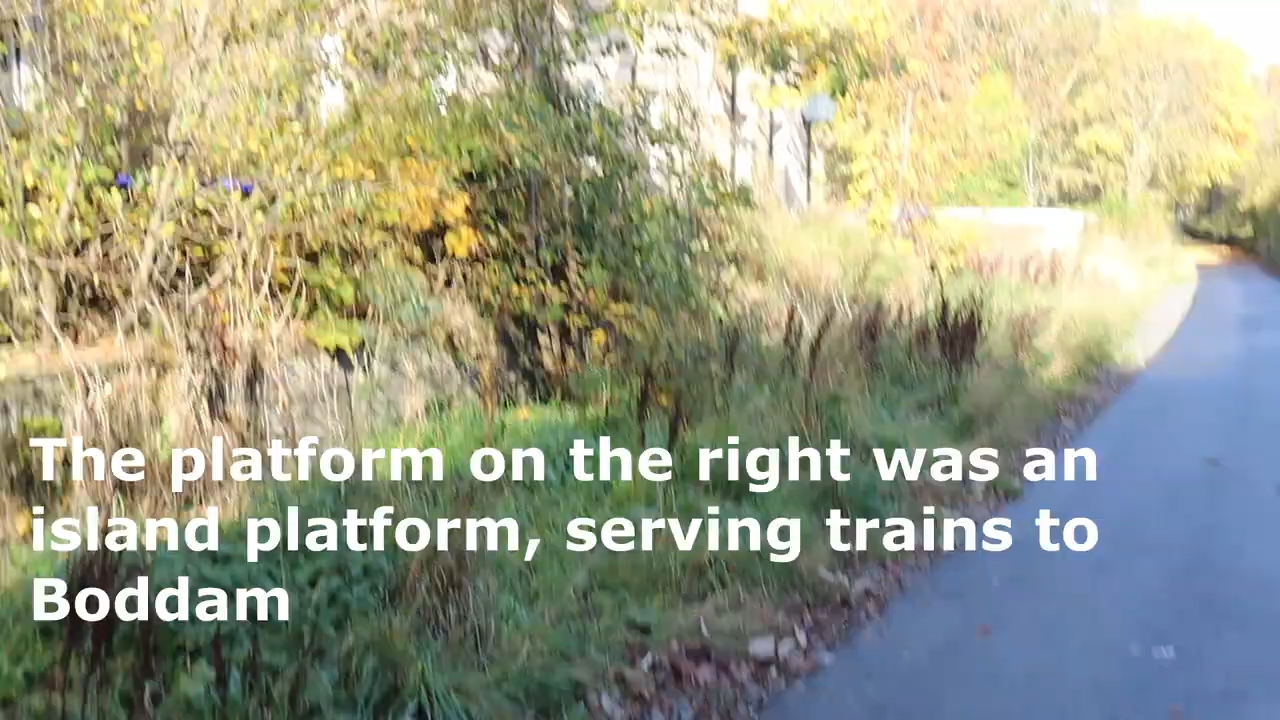 The platform on the right was an
island platform, serving trains to
Boddam